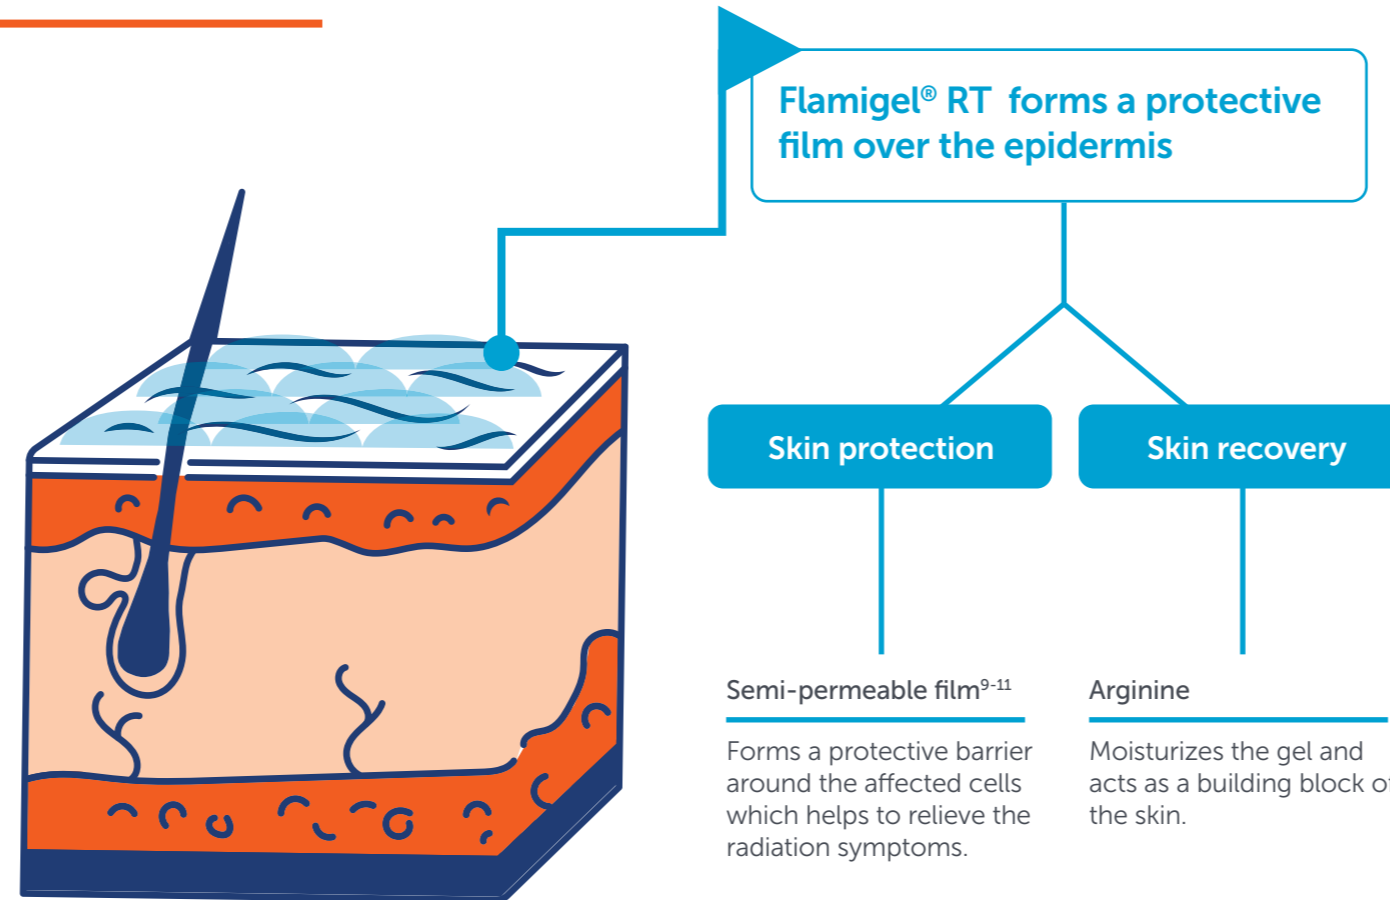 Flamigel® RT forms a protective
film over the epidermis
Skin protection
Skin recovery
Semi-permeable film9-11
Forms a protective barrier
around the affected cells
which helps to relieve the
radiation symptoms.
Arginine
Moisturizes the gel and
acts as a building block of
the skin.